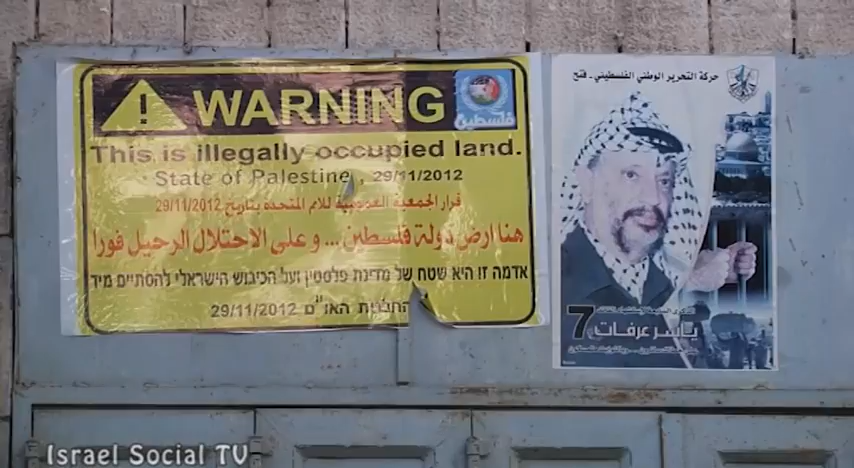 WARNING
فلسطين
This is illegally occupied land.
State of Palestine, 29/11/2012
قرار الجمعية العمومية للامم المتحدة بتاريخ 29/11/2012
هنا ارض دولة فلسطين... وعلى الاحتلال الرحيل فورا
אדמה זו היא שטח של מדינת פלסטין ועל הכיבוש הישראלי להסתיים מיד
האו"ם 29/11/2012
حركة التحرير الوطني الفلسطيني - فتح
7
ياسر عرفات
Israel Social TV